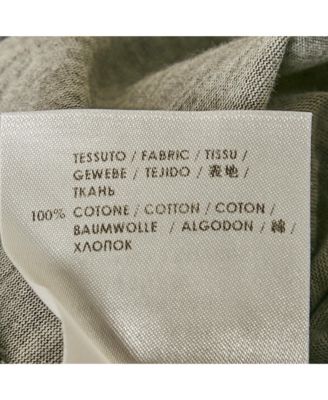 TESSUTO / FABRIC / TISSU /
GEWEBE / TEJIDO / 表地 /
ТКАНЬ
100% COTONE / COTTON / COTON /
BAUMWOLLE / ALGODON / 綿 /
ХЛОПОК